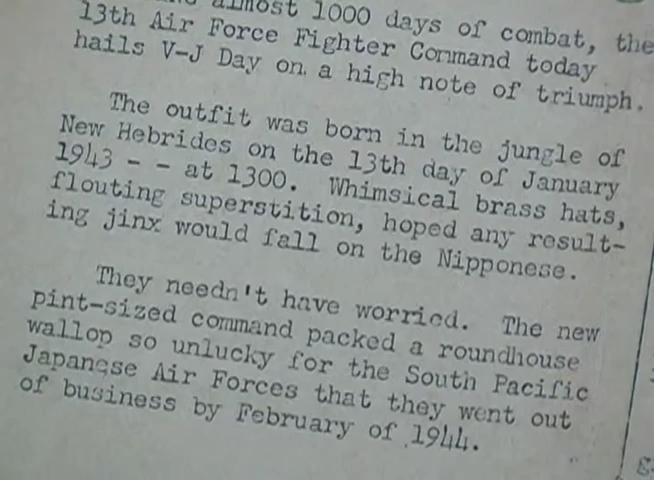 almost 1000 days of combat, the
13th Air Force Fighter Command today
hails V-J Day on a high note of triumph.
The outfit was born in the jungle of
New Hebrides on the 13th day of January
1943 - - at 1300. Whimsical brass hats,
flouting superstition, hoped any result-
ing jinx would fall on the Nipponese.
They needn't have worried. The new
pint-sized command packed a roundhouse
wallop so unlucky for the South Pacific
Japanese Air Forces that they went out
of business by February of 1944.